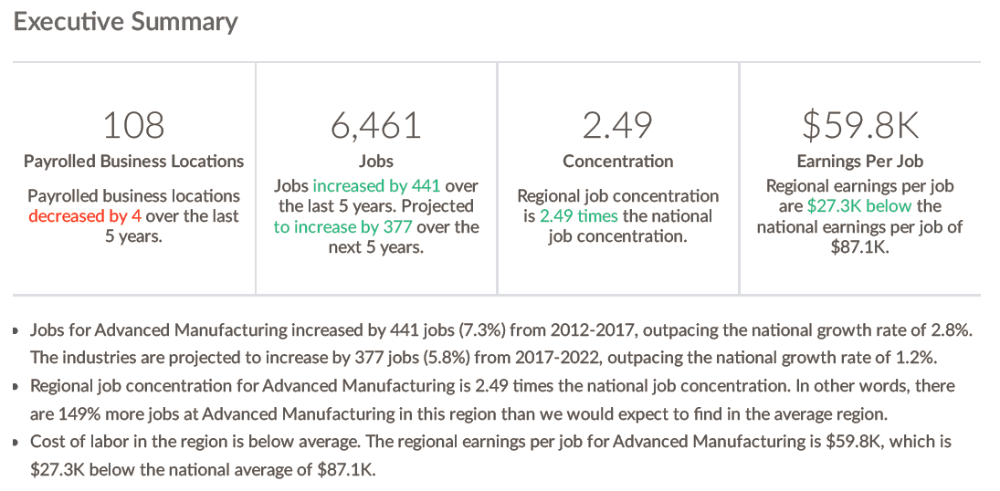 Executive Summary
108
Payrolled Business Locations
Payrolled business locations
decreased by 4 over the last
5 years.
6,461
Jobs
Jobs increased by 441 over
the last 5 years. Projected
to increase by 377 over the
next 5 years.
2.49
Concentration
Regional job concentration
is 2.49 times the national
job concentration.
$59.8K
Earnings Per Job
Regional earnings per job
are $27.3K below the
national earnings per job of
$87.1K.
• Jobs for Advanced Manufacturing increased by 441 jobs (7.3%) from 2012-2017, outpacing the national growth rate of 2.8%.
The industries are projected to increase by 377 jobs (5.8%) from 2017-2022, outpacing the national growth rate of 1.2%.
• Regional job concentration for Advanced Manufacturing is 2.49 times the national job concentration. In other words, there
are 149% more jobs at Advanced Manufacturing in this region than we would expect to find in the average region.
• Cost of labor in the region is below average. The regional earnings per job for Advanced Manufacturing is $59.8K, which is
$27.3K below the national average of $87.1K.